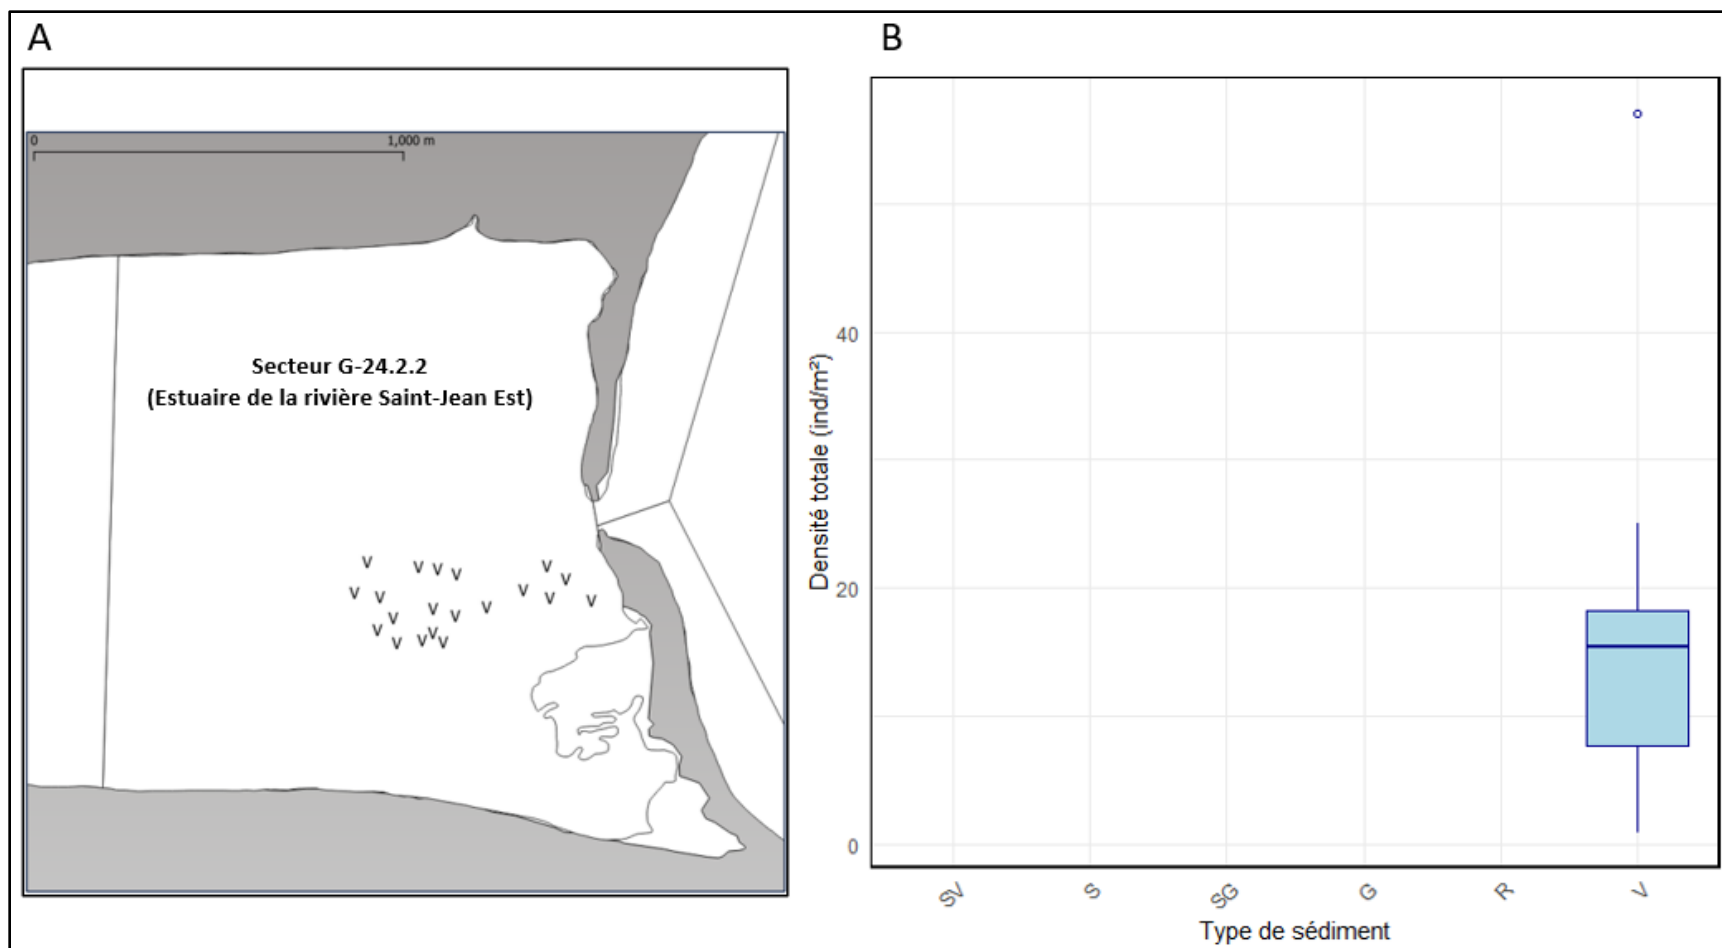 A
0 1,000 m
Secteur G-24.2.2
(Estuaire de la rivière Saint-Jean Est)
V
V V V
V V
V V V
V
V V V V
V
V V V
V
B
Densité totale (ind/m²)
40
20
0
SV S SG G R V
Type de sédiment